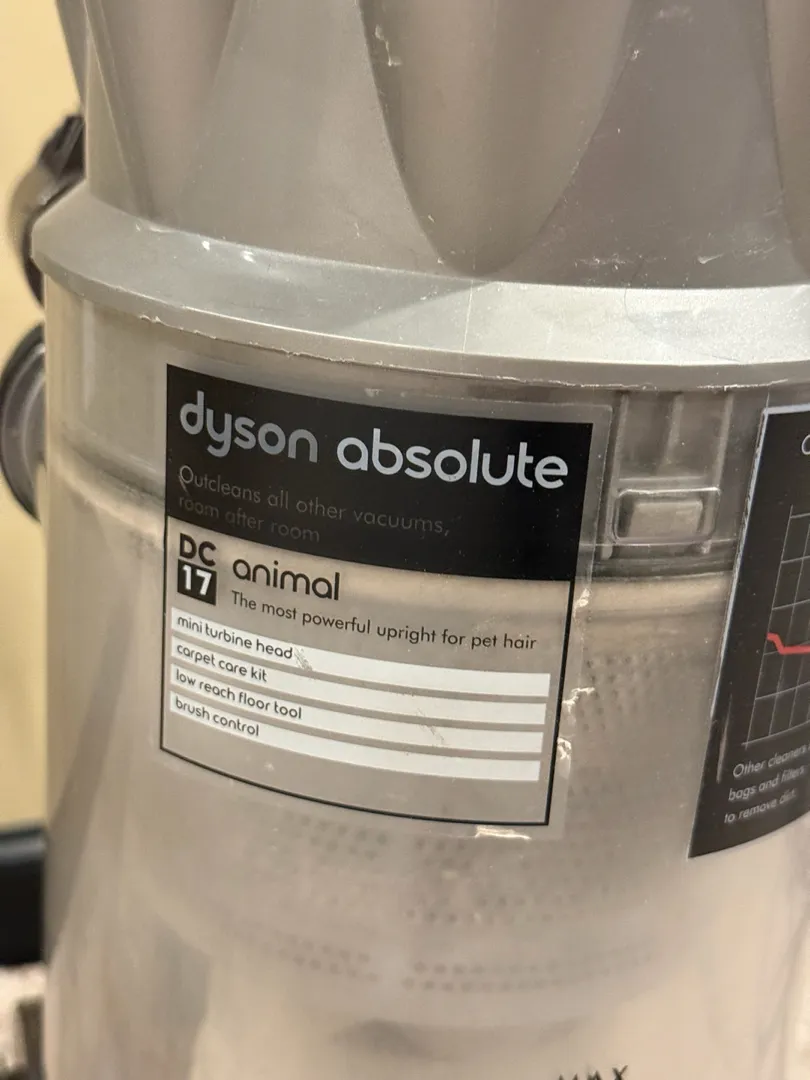 dyson absolute
Outcleans all other vacuums,
room after room
DC
17
animal
The most powerful upright for pet hair
mini turbine head
carpet care kit
low reach floor tool
brush control
Other cleaners
bags and filters
to remove dirt.
MAX